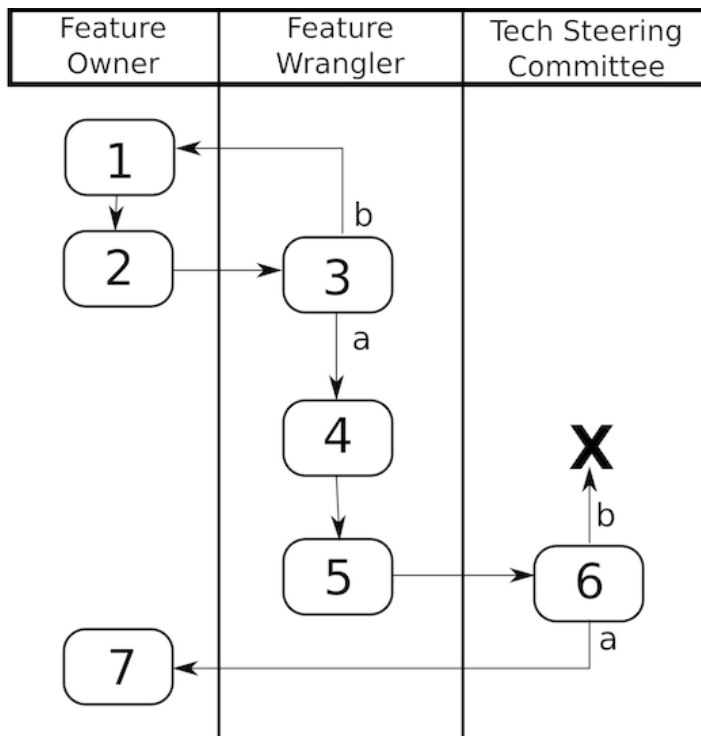 Feature
Owner
Feature
Wrangler
Tech Steering
Committee
1
b
2
3
a
4
X
b
5
6
a
7